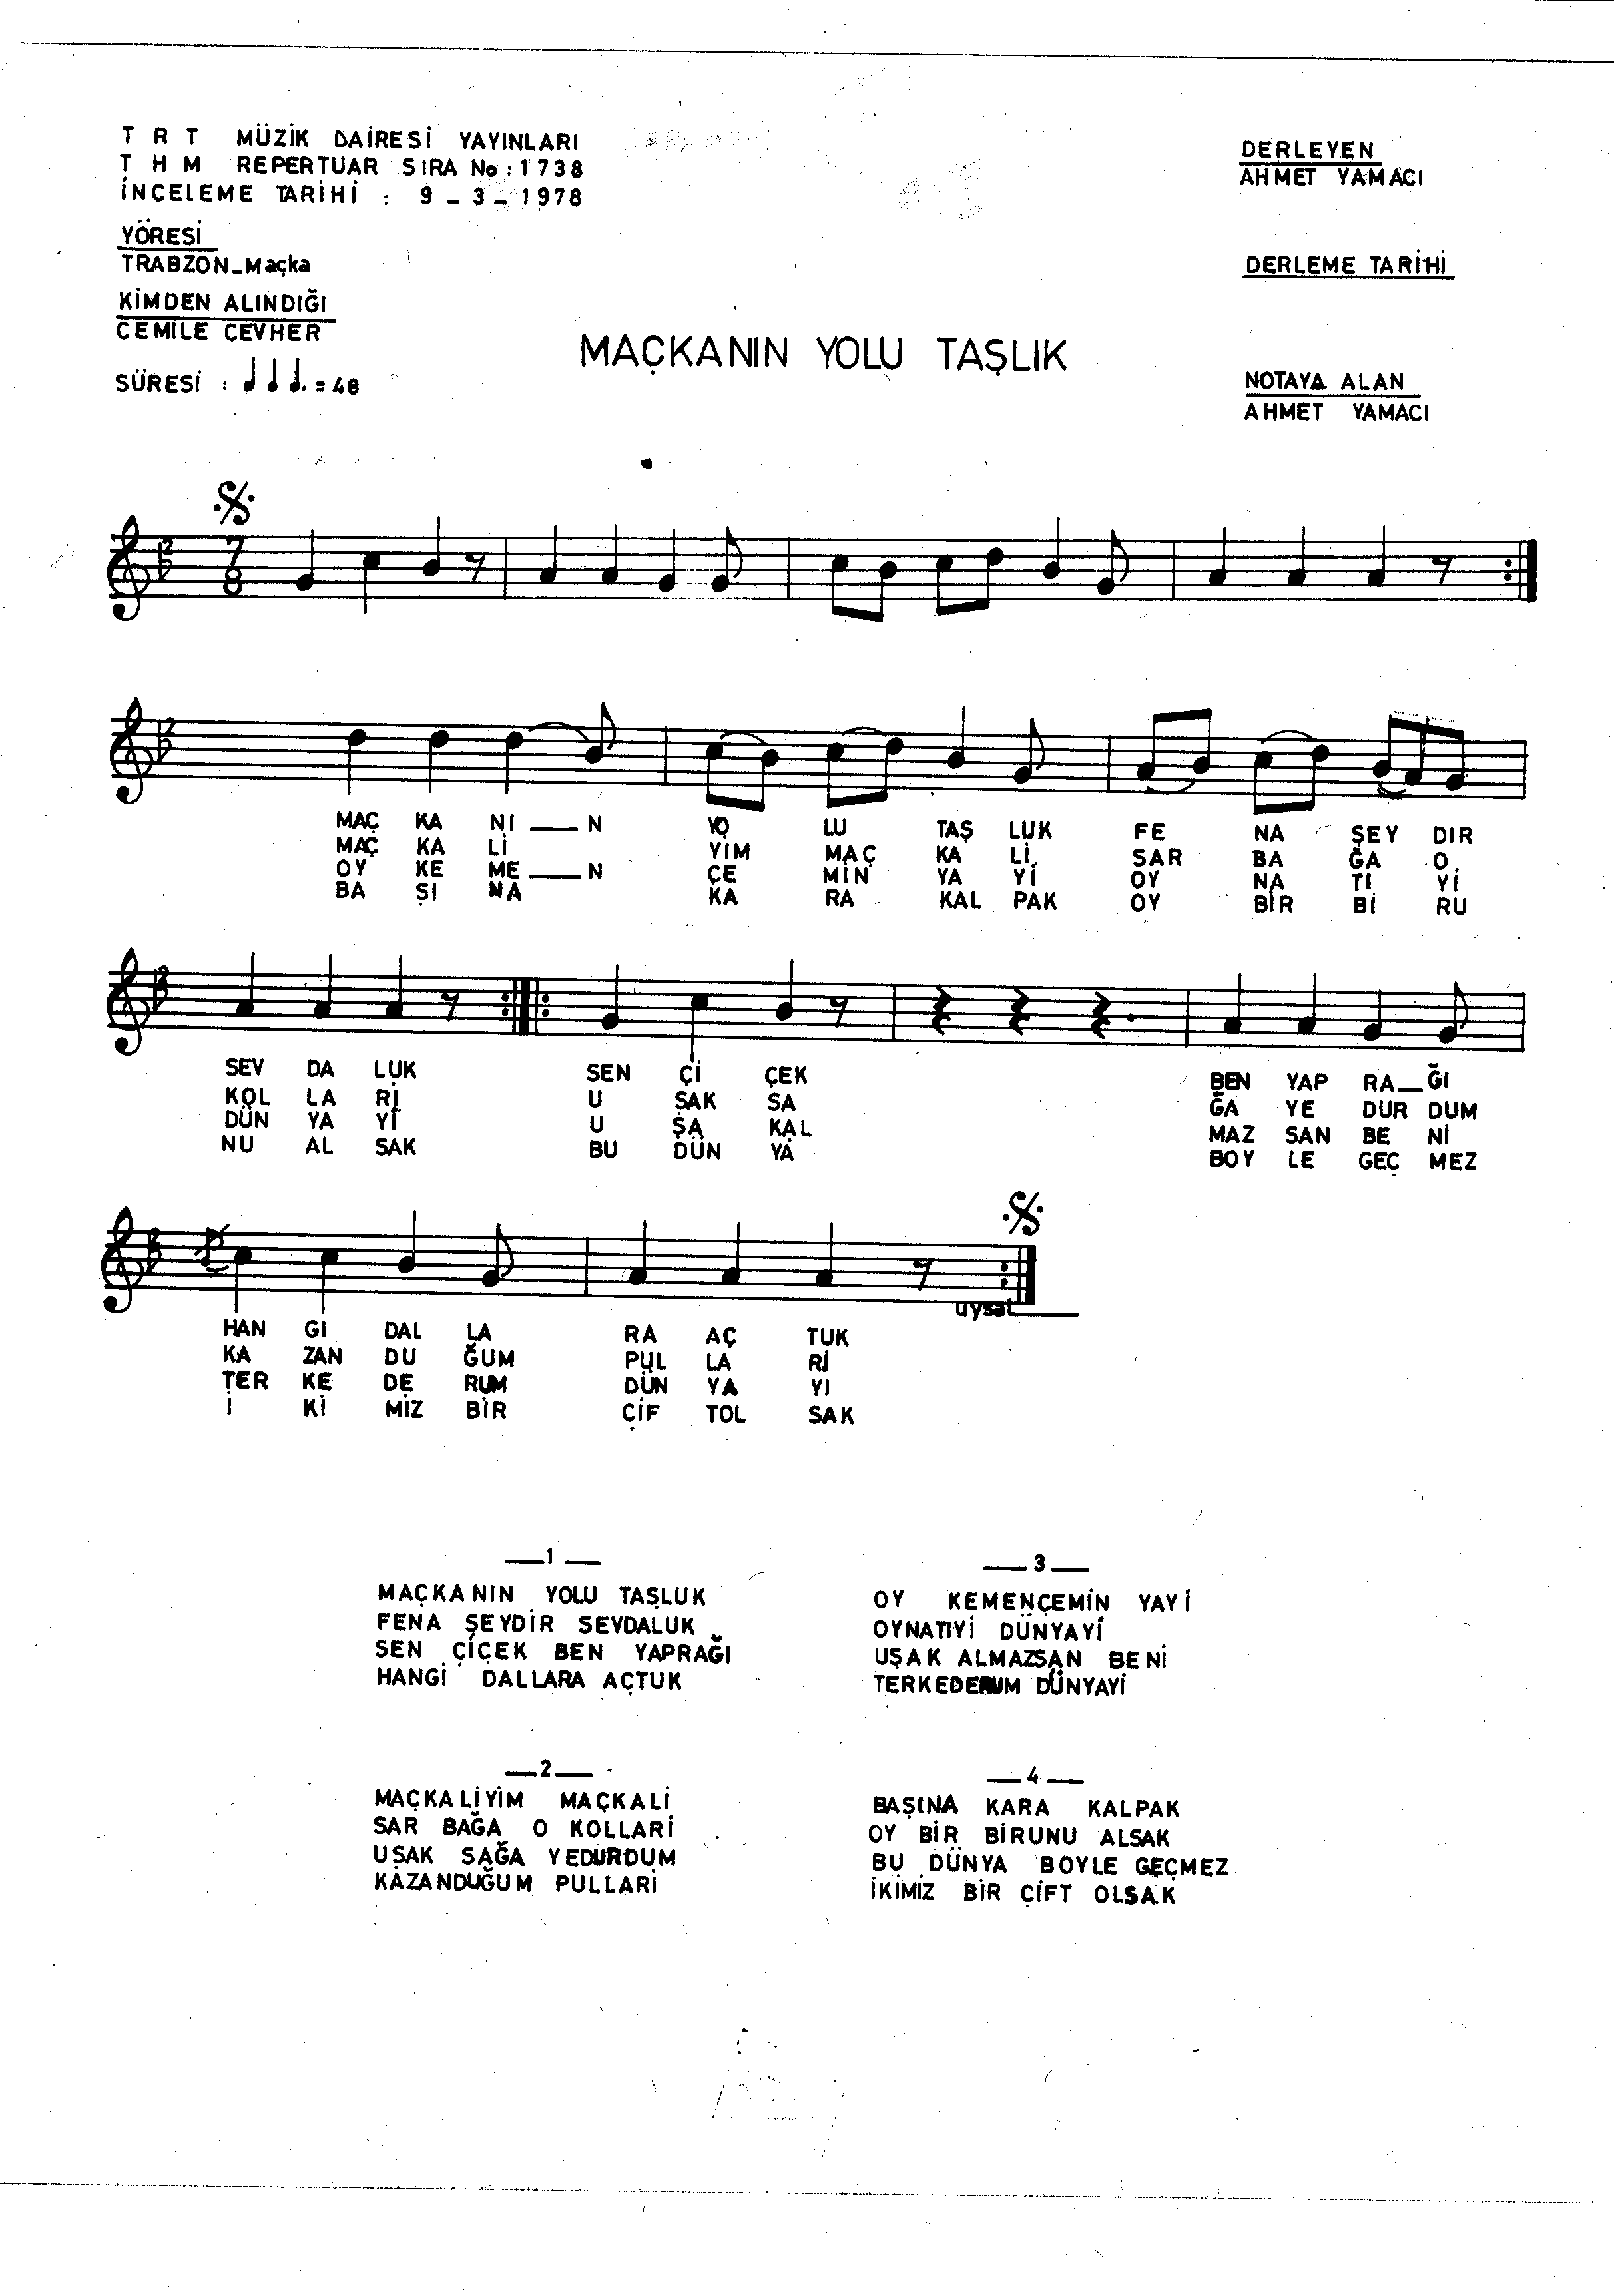 T R T MÜZİK DAİRESİ YAYINLARI
T H M REPERTUAR SIRA No : 1738
İNCELEME TARİHİ : 9 _ 3 _ 1978
YÖRESİ
TRABZON_Maçka
KİMDEN ALINDIĞI
CEMİLE CEVHER
SÜRESİ : = 48
DERLEYEN
AHMET YAMACI
DERLEME TARİHİ
NOTAYA ALAN
AHMET YAMACI
MAÇKANIN YOLU TAŞLIK
7
8
MAÇ KA NI ___ N YO LU TAŞ LUK FE NA ŞEY DIR
MAÇ KA Lİ YİM MAÇ KA Lİ SAR BA ĞA O
OY KE ME ___ N ÇE MİN YA Yİ OY NA TI Yİ
BA ŞI NA KA RA KAL PAK OY BİR Bİ RU
SEV DA LUK SEN Çİ ÇEK BEN YAP RA__ĞI
KOL LA Rİ U ŞAK SA ĞA YE DUR DUM
DÜN YA Yİ U ŞA KAL MAZ SAN BE Nİ
NU AL SAK BU DÜN YA BOY LE GEÇ MEZ
HAN GI DAL LA RA AÇ TUK
KA ZAN DU ĞUM PUL LA Rİ
TER KE DE RUM DÜN YA YI
İ Kİ MİZ BİR ÇİF TOL SAK
uysal
__1__
MAÇKANIN YOLU TAŞLUK
FENA ŞEYDİR SEVDALUK
SEN ÇİÇEK BEN YAPRAĞI
HANGİ DALLARA AÇTUK
__2__
MAÇKALİYİM MAÇKALİ
SAR BAĞA O KOLLARİ
UŞAK SAĞA YEDURDUM
KAZANDUĞUM PULLARİ
__3__
OY KEMENÇEMİN YAYİ
OYNATIYİ DÜNYAYİ
UŞAK ALMAZSAN BENİ
TERKEDERUM DÜNYAYİ
__4__
BAŞINA KARA KALPAK
OY BİR BİRUNU ALSAK
BU DÜNYA BOYLE GEÇMEZ
İKİMİZ BİR ÇİFT OLSAK